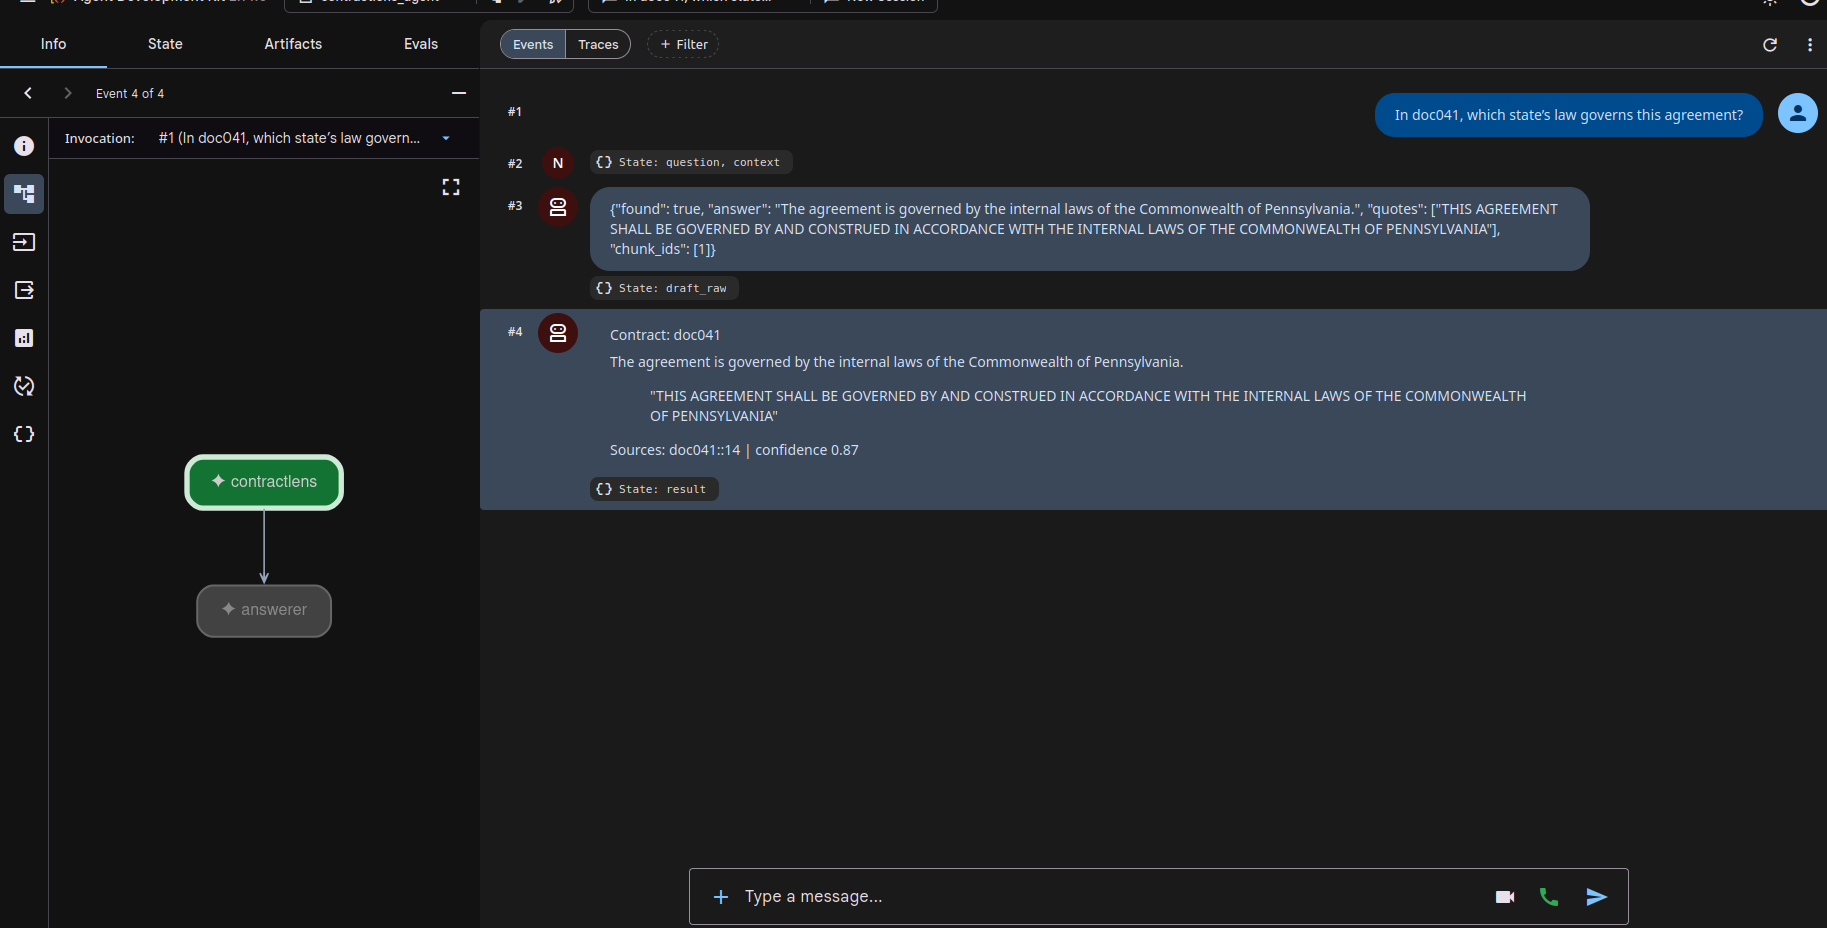 Info
State
Artifacts
Evals
Events
Traces
+ Filter
Event 4 of 4
Invocation: #1 (In doc041, which state's law govern...
contractlens
answerer
#1
In doc041, which state’s law governs this agreement?
#2
N
{} State: question, context
#3
{"found": true, "answer": "The agreement is governed by the internal laws of the Commonwealth of Pennsylvania.", "quotes": ["THIS AGREEMENT
SHALL BE GOVERNED BY AND CONSTRUED IN ACCORDANCE WITH THE INTERNAL LAWS OF THE COMMONWEALTH OF PENNSYLVANIA"],
"chunk_ids": [1]}
{} State: draft_raw
#4
Contract: doc041
The agreement is governed by the internal laws of the Commonwealth of Pennsylvania.
"THIS AGREEMENT SHALL BE GOVERNED BY AND CONSTRUED IN ACCORDANCE WITH THE INTERNAL LAWS OF THE COMMONWEALTH
OF PENNSYLVANIA"
Sources: doc041::14 | confidence 0.87
{} State: result
Type a message...